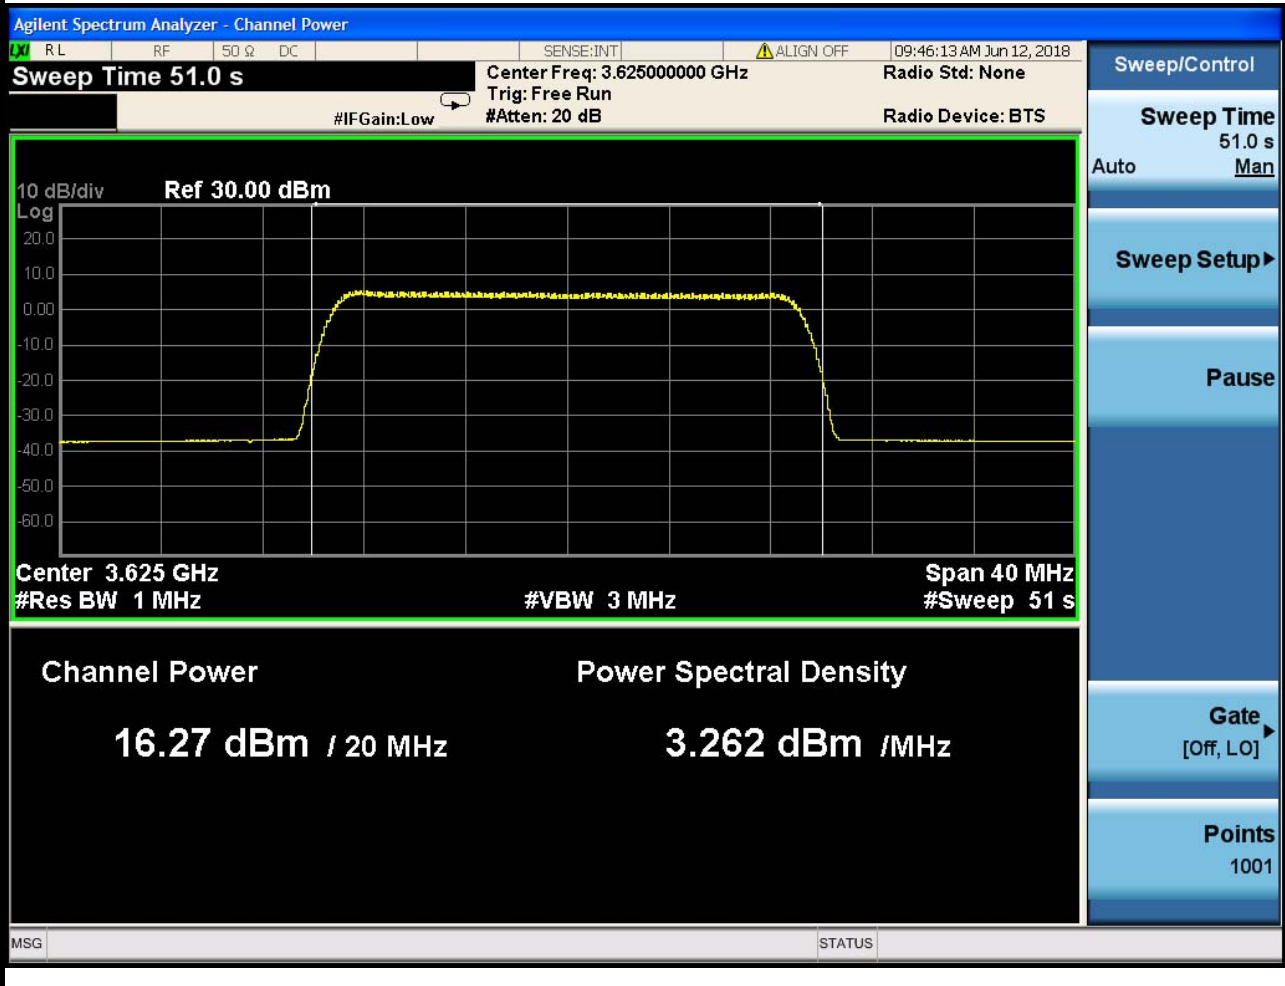 Agilent Spectrum Analyzer - Channel Power
LXI RL RF 50 Ω DC SENSE:INT ALIGN OFF 09:46:13 AM Jun 12, 2018
Sweep Time 51.0 s
Center Freq: 3.625000000 GHz
Radio Std: None
Trig: Free Run
#IFGain:Low
#Atten: 20 dB
Radio Device: BTS
10 dB/div
Ref 30.00 dBm
Log
20.0
10.0
0.00
-10.0
-20.0
-30.0
-40.0
-50.0
-60.0
Center 3.625 GHz
Span 40 MHz
#Res BW 1 MHz
#VBW 3 MHz
#Sweep 51 s
Channel Power
Power Spectral Density
16.27 dBm / 20 MHz
3.262 dBm /MHz
MSG
STATUS
Sweep/Control
Sweep Time
51.0 s
Auto Man
Sweep Setup
Pause
Gate
[Off, LO]
Points
1001